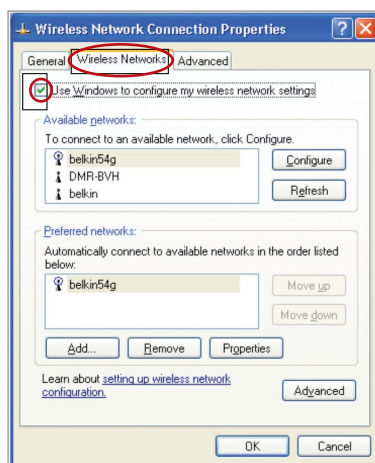 Wireless Network Connection Properties
General Wireless Networks Advanced
Use Windows to configure my wireless network settings
Available networks:
To connect to an available network, click Configure.
belkin54g
DMR-BVH
belkin
Configure
Refresh
Preferred networks:
Automatically connect to available networks in the order listed
below:
belkin54g
Move up
Move down
Add... Remove Properties
Learn about setting up wireless network
configuration.
Advanced
OK Cancel